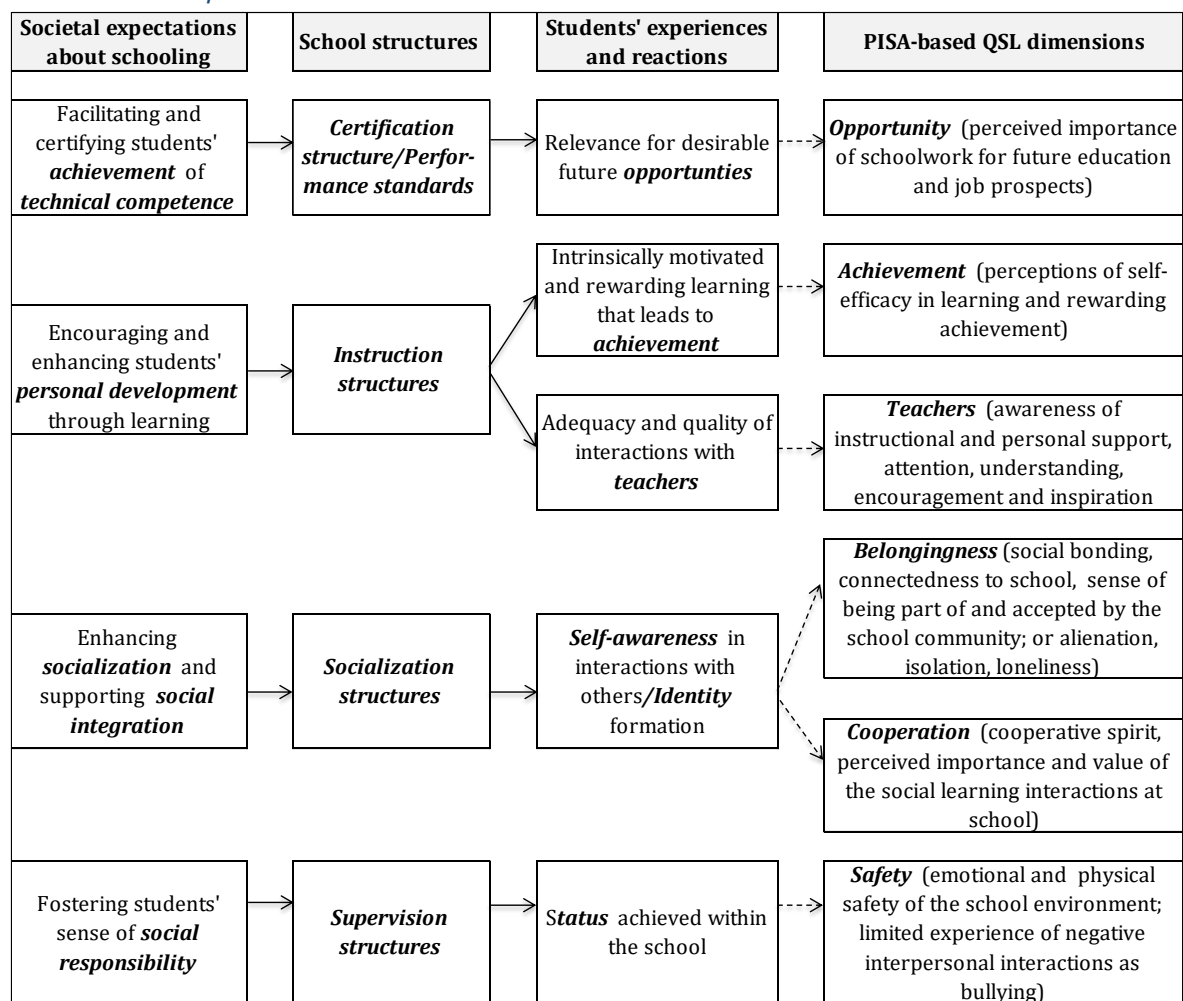 Societal expectations
about schooling
School structures
Students' experiences
and reactions
PISA-based QSL dimensions
Facilitating and
certifying students'
achievement of
technical competence
Certification
structure/Perfor-
mance standards
Relevance for desirable
future opportunties
Opportunity (perceived importance
of schoolwork for future education
and job prospects)
Encouraging and
enhancing students'
personal development
through learning
Instruction
structures
Intrinsically motivated
and rewarding learning
that leads to
achievement
Achievement (perceptions of self-
efficacy in learning and rewarding
achievement)
Adequacy and quality of
interactions with
teachers
Teachers (awareness of
instructional and personal support,
attention, understanding,
encouragement and inspiration
Enhancing
socialization and
supporting social
integration
Socialization
structures
Self-awareness in
interactions with
others/Identity
formation
Belongingness (social bonding,
connectedness to school, sense of
being part of and accepted by the
school community; or alienation,
isolation, loneliness)
Cooperation (cooperative spirit,
perceived importance and value of
the social learning interactions at
school)
Fostering students'
sense of social
responsibility
Supervision
structures
Status achieved within
the school
Safety (emotional and physical
safety of the school environment;
limited experience of negative
interpersonal interactions as
bullying)